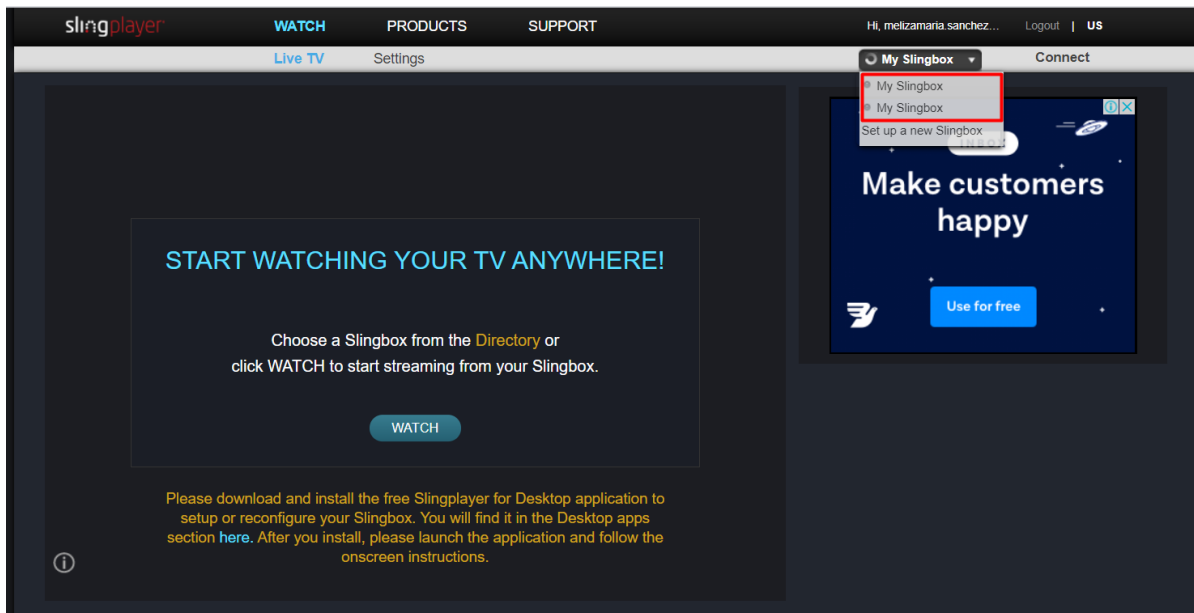 slingplayer WATCH PRODUCTS SUPPORT Hi, melizamaria.sanchez... Logout | US
Live TV Settings My Slingbox Connect
My Slingbox
My Slingbox
Set up a new Slingbox
INBOX
Make customers
happy
Use for free
START WATCHING YOUR TV ANYWHERE!
Choose a Slingbox from the Directory or
click WATCH to start streaming from your Slingbox.
WATCH
Please download and install the free Slingplayer for Desktop application to
setup or reconfigure your Slingbox. You will find it in the Desktop apps
section here. After you install, please launch the application and follow the
onscreen instructions.